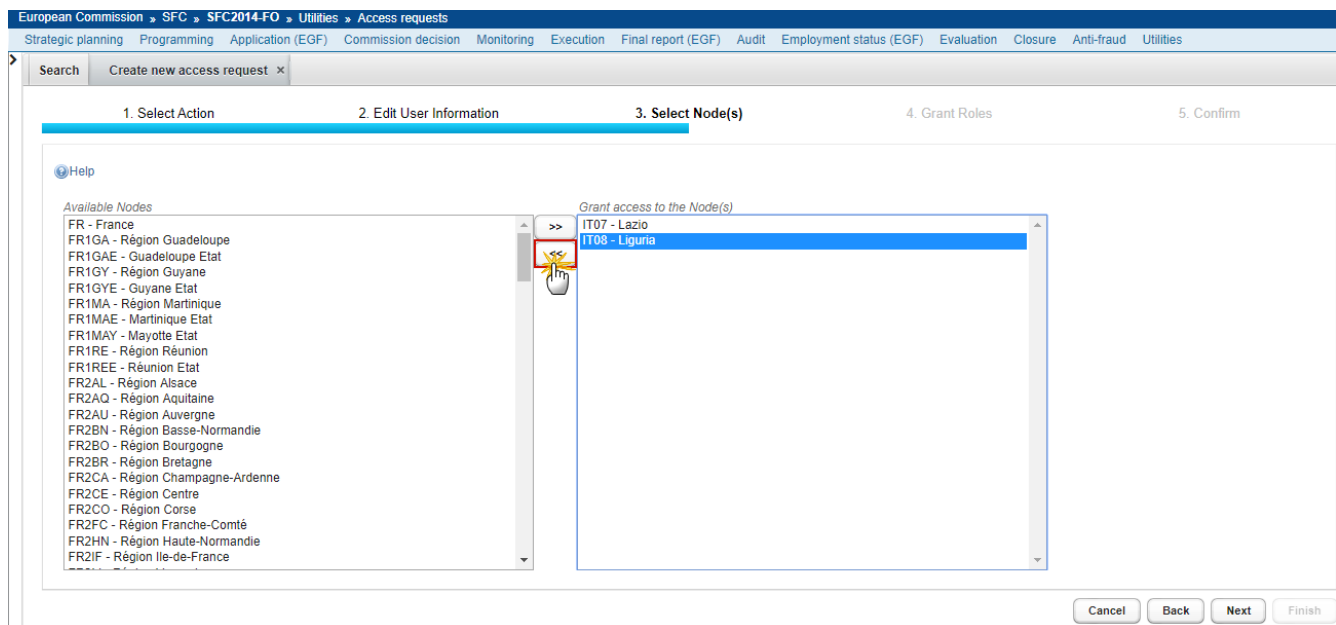 European Commission » SFC » SFC2014-FO » Utilities » Access requests
Strategic planning Programming Application (EGF) Commission decision Monitoring Execution Final report (EGF) Audit Employment status (EGF) Evaluation Closure Anti-fraud Utilities
Search Create new access request ×
1. Select Action 2. Edit User Information 3. Select Node(s) 4. Grant Roles 5. Confirm
Help
Available Nodes
FR - France
FR1GA - Région Guadeloupe
FR1GAE - Guadeloupe Etat
FR1GY - Région Guyane
FR1GYE - Guyane Etat
FR1MA - Région Martinique
FR1MAE - Martinique Etat
FR1MAY - Mayotte Etat
FR1RE - Région Réunion
FR1REE - Réunion Etat
FR2AL - Région Alsace
FR2AQ - Région Aquitaine
FR2AU - Région Auvergne
FR2BN - Région Basse-Normandie
FR2BO - Région Bourgogne
FR2BR - Région Bretagne
FR2CA - Région Champagne-Ardenne
FR2CE - Région Centre
FR2CO - Région Corse
FR2FC - Région Franche-Comté
FR2HN - Région Haute-Normandie
FR2IF - Région Ile-de-France
>>
<<
Grant access to the Node(s)
IT07 - Lazio
IT08 - Liguria
Cancel Back Next Finish